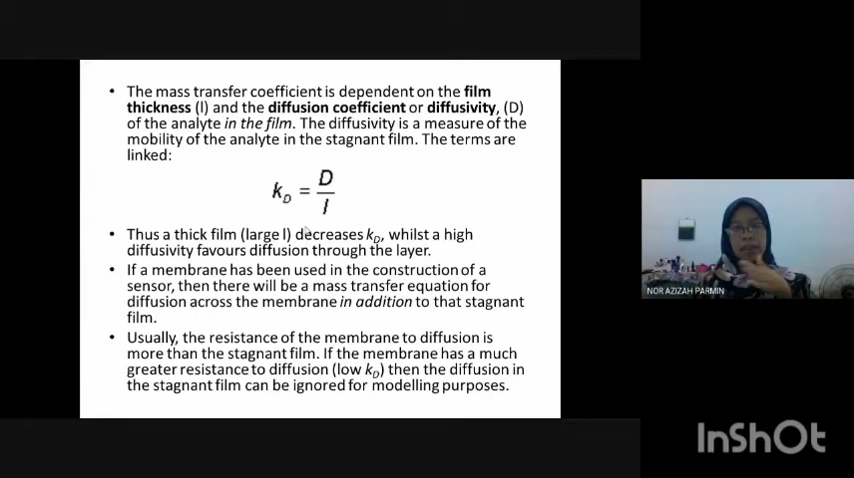 • The mass transfer coefficient is dependent on the film
thickness (l) and the diffusion coefficient or diffusivity, (D)
of the analyte in the film. The diffusivity is a measure of the
mobility of the analyte in the stagnant film. The terms are
linked:
k_D = D/l
• Thus a thick film (large l) decreases k_D, whilst a high
diffusivity favours diffusion through the layer.
• If a membrane has been used in the construction of a
sensor, then there will be a mass transfer equation for
diffusion across the membrane in addition to that stagnant
film.
• Usually, the resistance of the membrane to diffusion is
more than the stagnant film. If the membrane has a much
greater resistance to diffusion (low k_D) then the diffusion in
the stagnant film can be ignored for modelling purposes.
NOR AZIZAH PARMIN
InShOt